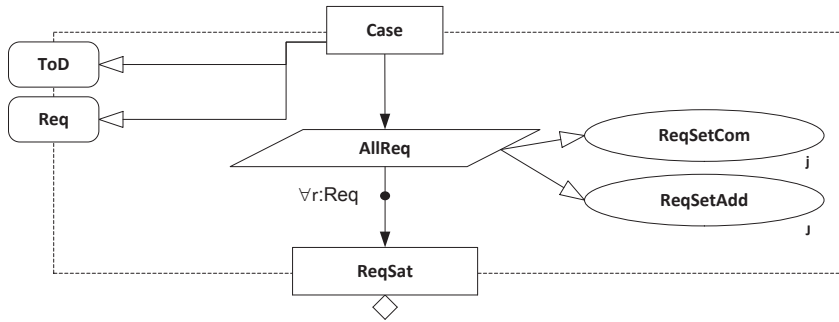 Case
ToD
Req
AllReq
ReqSetCom
J
ReqSetAdd
J
∀r:Req
ReqSat